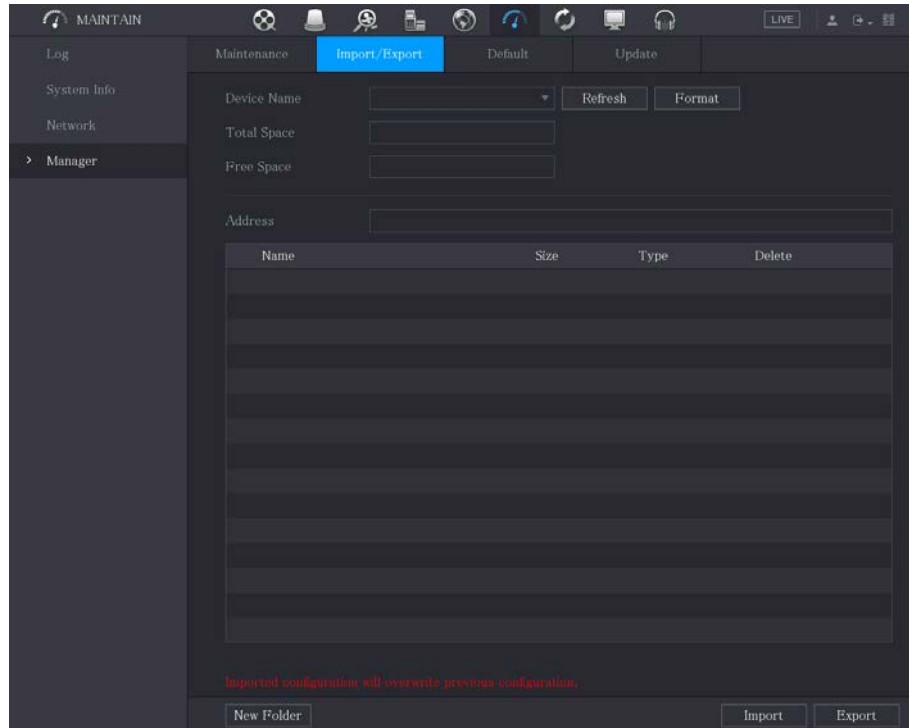 MAINTAIN
LIVE
Log
System Info
Network
Manager
Maintenance Import/Export Default Update
Device Name Refresh Format
Total Space
Free Space
Address
Name Size Type Delete
Imported configuration will overwrite previous configuration.
New Folder Import Export